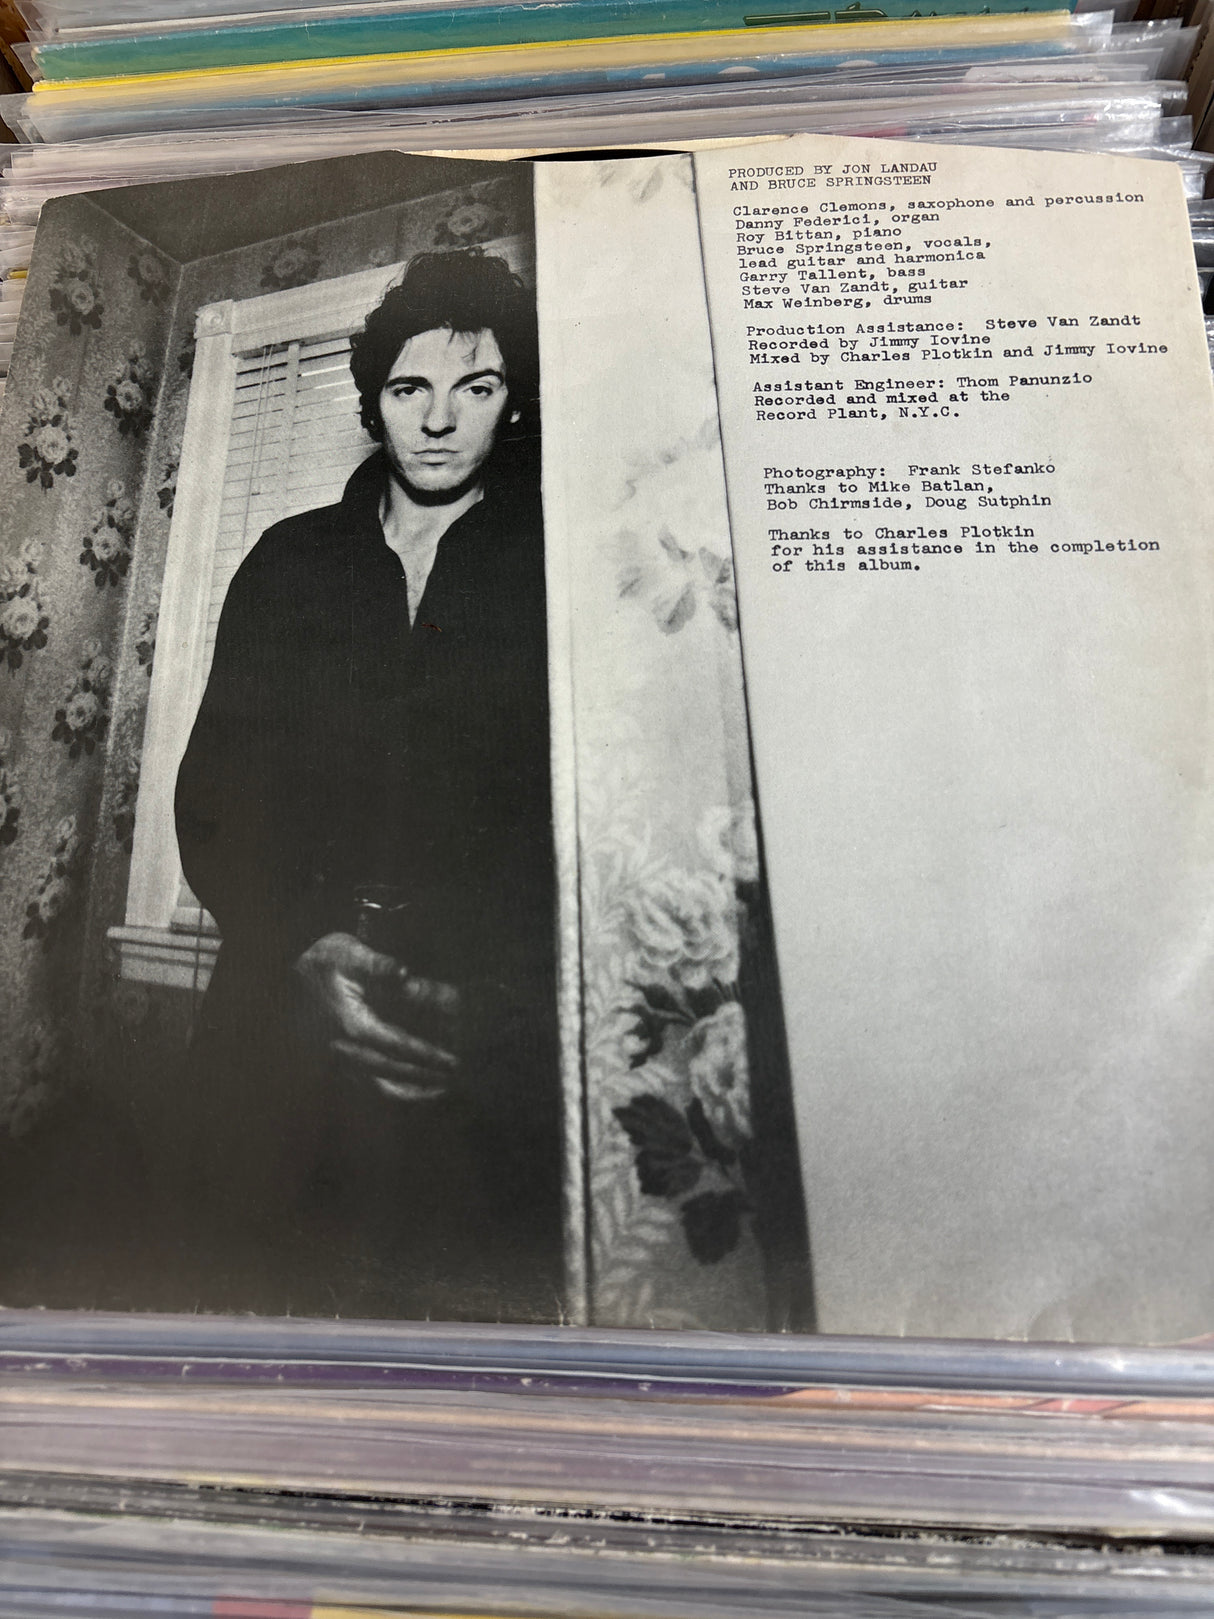 PRODUCED BY JON LANDAU
AND BRUCE SPRINGSTEEN
Clarence Clemons, saxophone and percussion
Danny Federici, organ
Roy Bittan, piano
Bruce Springsteen, vocals,
lead guitar and harmonica
Garry Tallent, bass
Steve Van Zandt, guitar
Max Weinberg, drums
Production Assistance: Steve Van Zandt
Recorded by Jimmy Iovine
Mixed by Charles Plotkin and Jimmy Iovine
Assistant Engineer: Thom Panunzio
Recorded and mixed at the
Record Plant, N.Y.C.
Photography: Frank Stefanko
Thanks to Mike Batlan,
Bob Chirmside, Doug Sutphin
Thanks to Charles Plotkin
for his assistance in the completion
of this album.